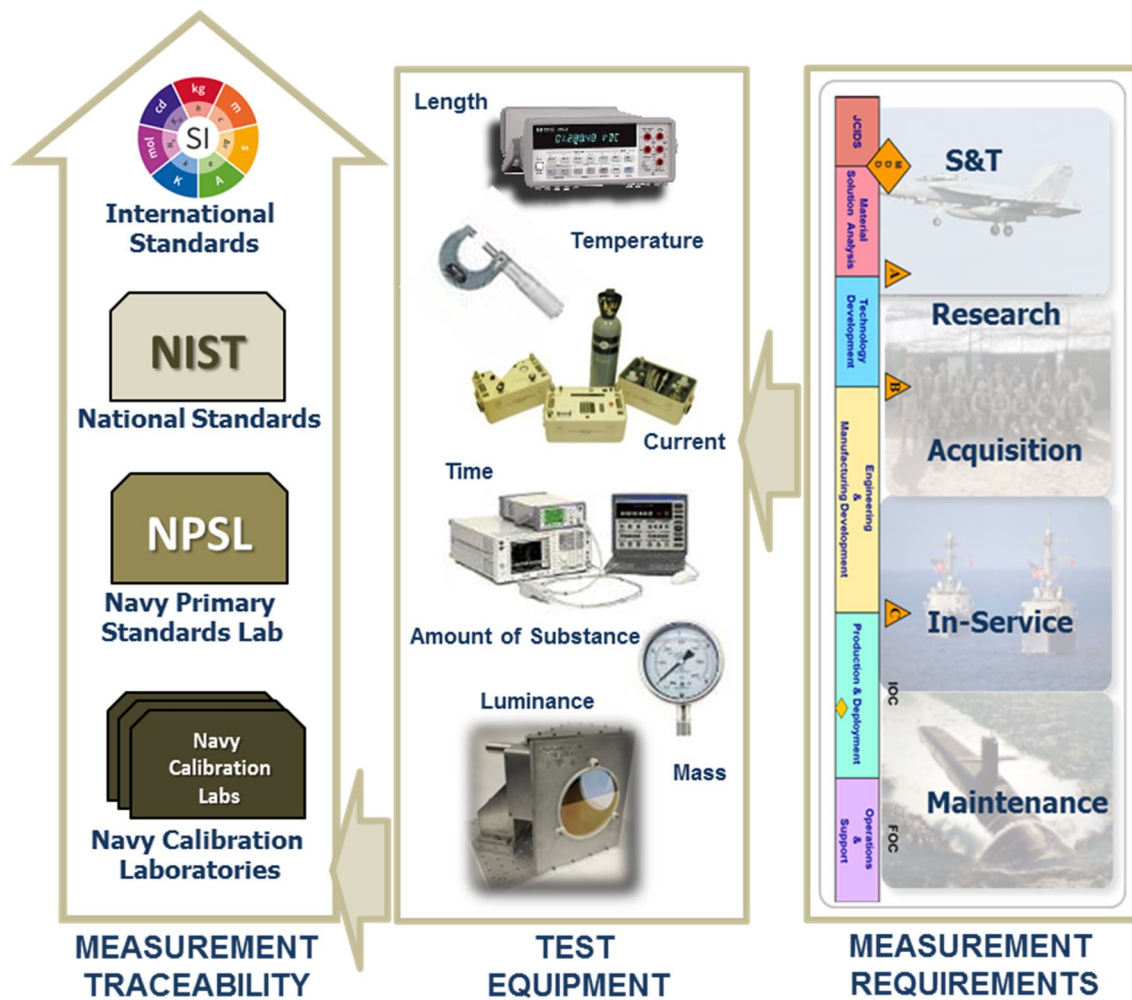 kg
m
s
A
K
mol
cd
SI
International
Standards
NIST
National Standards
NPSL
Navy Primary
Standards Lab
Navy
Calibration
Labs
Navy Calibration
Laboratories
MEASUREMENT
TRACEABILITY
Length
Temperature
Current
Time
Amount of Substance
Luminance
Mass
TEST
EQUIPMENT
JCIDS
MDD
Material
Solution Analysis
A
Technology
Development
B
Engineering
&
Manufacturing Development
C
Production & Deployment
IOC
Operations
&
Support
FOC
S&T
Research
Acquisition
In-Service
Maintenance
MEASUREMENT
REQUIREMENTS